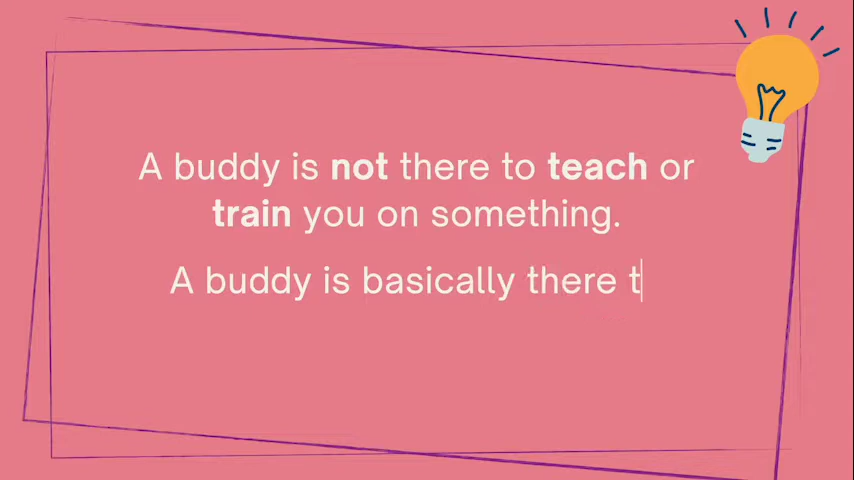 A buddy is not there to teach or
train you on something.
A buddy is basically there t